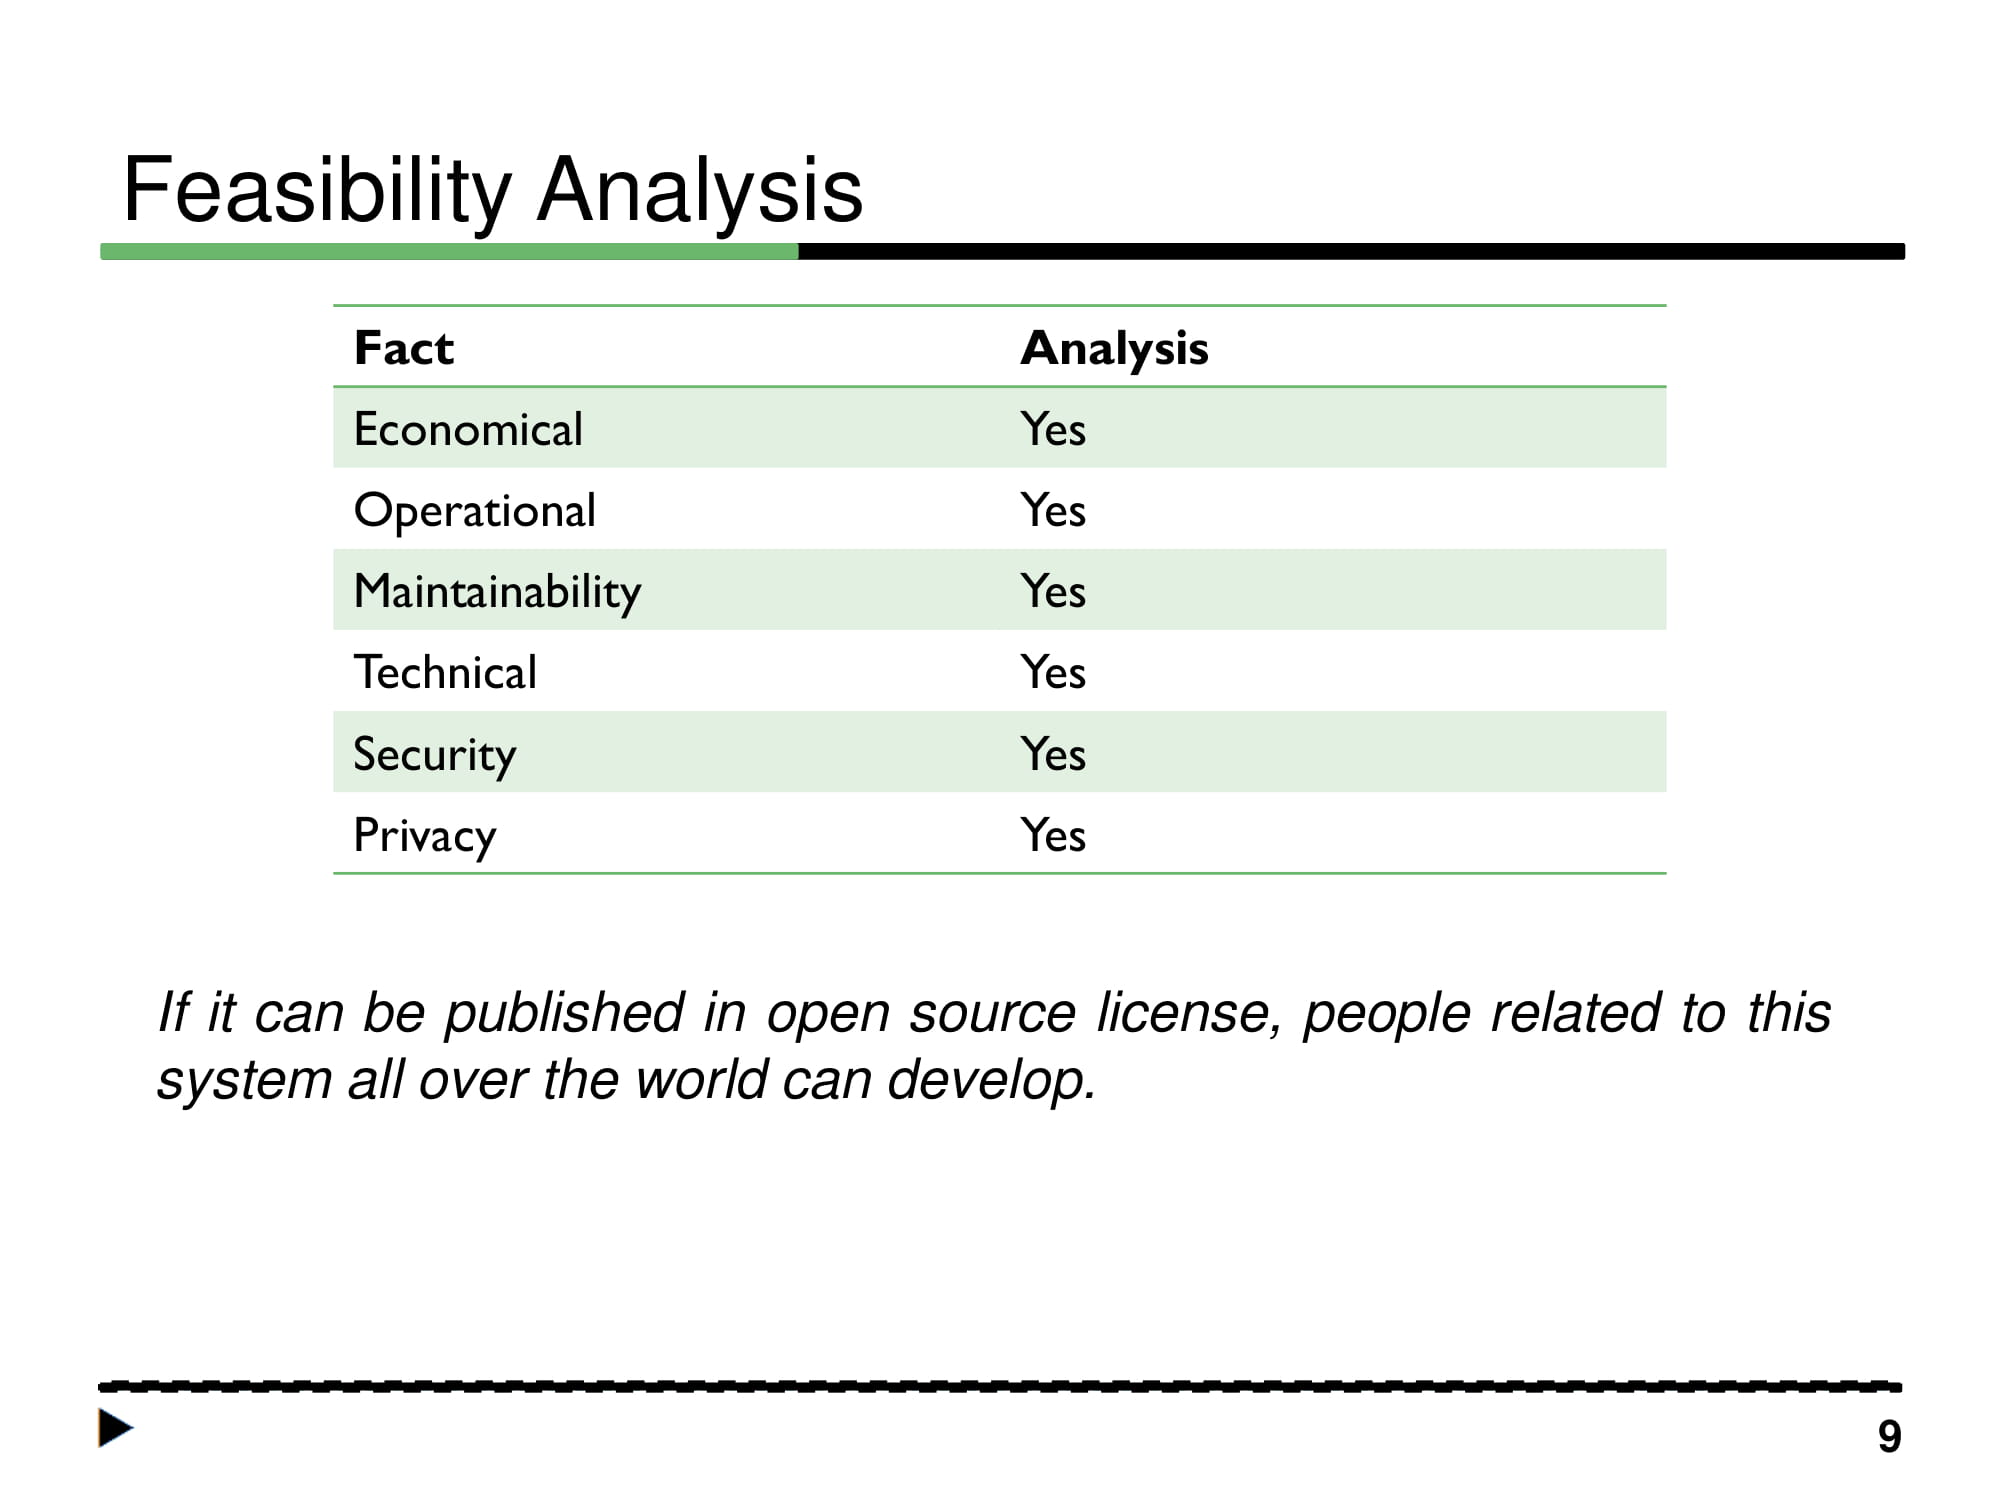 Feasibility Analysis
Fact Analysis
Economical Yes
Operational Yes
Maintainability Yes
Technical Yes
Security Yes
Privacy Yes
If it can be published in open source license, people related to this
system all over the world can develop.
9